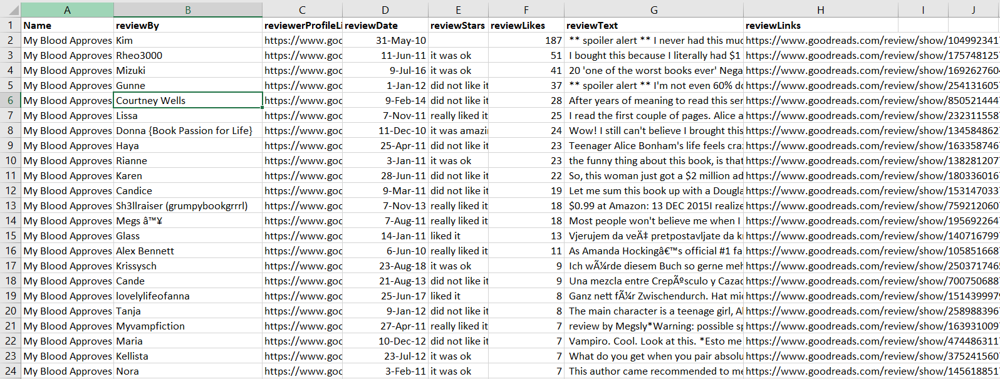 A B C D E F G H I J
1 Name reviewBy reviewerProfileLi reviewDate reviewStars reviewLikes reviewText reviewLinks
2 My Blood Approves Kim https://www.goo 31-May-10 187 ** spoiler alert ** I never had this muc https://www.goodreads.com/review/show/104992341
3 My Blood Approves Rheo3000 https://www.goo 11-Jun-11 it was ok 51 I bought this because I literally had $1 https://www.goodreads.com/review/show/175748125
4 My Blood Approves Mizuki https://www.goo 9-Jul-16 it was ok 41 20 'one of the worst books ever' Nega https://www.goodreads.com/review/show/169262760
5 My Blood Approves Gunne https://www.goo 1-Jan-12 did not like it 37 ** spoiler alert ** I'm not even 60% do https://www.goodreads.com/review/show/254131605
6 My Blood Approves Courtney Wells https://www.goo 9-Feb-14 did not like it 28 After years of meaning to read this ser https://www.goodreads.com/review/show/850521444
7 My Blood Approves Lissa https://www.goo 7-Nov-11 really liked it 25 I read the first couple of pages. Alice a https://www.goodreads.com/review/show/232311558
8 My Blood Approves Donna {Book Passion for Life} https://www.goo 11-Dec-10 it was amazi 24 Wow! I still can't believe I brought this https://www.goodreads.com/review/show/134584862
9 My Blood Approves Haya https://www.goo 25-Apr-11 did not like it 23 Teenager Alice Bonham's life feels cra https://www.goodreads.com/review/show/163358746
10 My Blood Approves Rianne https://www.goo 3-Jan-11 it was ok 23 the funny thing about this book, is that https://www.goodreads.com/review/show/138281207
11 My Blood Approves Karen https://www.goo 28-Jun-11 did not like it 22 So, this woman just got a $2 million ad https://www.goodreads.com/review/show/180336016
12 My Blood Approves Candice https://www.goo 9-Mar-11 did not like it 19 Let me sum this book up with a Dougla https://www.goodreads.com/review/show/153147033
13 My Blood Approves Sh3llraiser (grumpybookgrrrl) https://www.goo 7-Nov-13 really liked it 18 $0.99 at Amazon: 13 DEC 2015I realize https://www.goodreads.com/review/show/759212060
14 My Blood Approves Megs â™¥ https://www.goo 7-Aug-11 really liked it 18 Most people won't believe me when I https://www.goodreads.com/review/show/195692264
15 My Blood Approves Glass https://www.goo 14-Jan-11 liked it 13 Vjerujem da veÄ‡ pretpostavljate da k https://www.goodreads.com/review/show/140716799
16 My Blood Approves Alex Bennett https://www.goo 6-Jun-10 really liked it 11 As Amanda Hockingâ€™s official #1 fa https://www.goodreads.com/review/show/105851668
17 My Blood Approves Krissysch https://www.goo 23-Aug-18 it was ok 9 Ich wÃ¼rde diesem Buch so gerne meh https://www.goodreads.com/review/show/250371746
18 My Blood Approves Cande https://www.goo 21-Aug-13 did not like it 9 Una mezcla entre CrepÃºsculo y Cazad https://www.goodreads.com/review/show/700750688
19 My Blood Approves lovelylifeofanna https://www.goo 25-Jun-17 liked it 8 Ganz nett fÃ¼r Zwischendurch. Hat mic https://www.goodreads.com/review/show/151439997
20 My Blood Approves Tanja https://www.goo 9-Jan-12 did not like it 8 The main character is a teenage girl, Al https://www.goodreads.com/review/show/258988396
21 My Blood Approves Myvampfiction https://www.goo 27-Apr-11 really liked it 7 review by Megsly*Warning: possible sp https://www.goodreads.com/review/show/163931009
22 My Blood Approves Maria https://www.goo 10-Dec-12 did not like it 7 Vampiro. Cool. Look at this. *Esto me https://www.goodreads.com/review/show/474486311
23 My Blood Approves Kellista https://www.goo 23-Jul-12 it was ok 7 What do you get when you pair absolu https://www.goodreads.com/review/show/375241560
24 My Blood Approves Nora https://www.goo 3-Feb-11 it was ok 7 This author came recommended to me https://www.goodreads.com/review/show/145618851